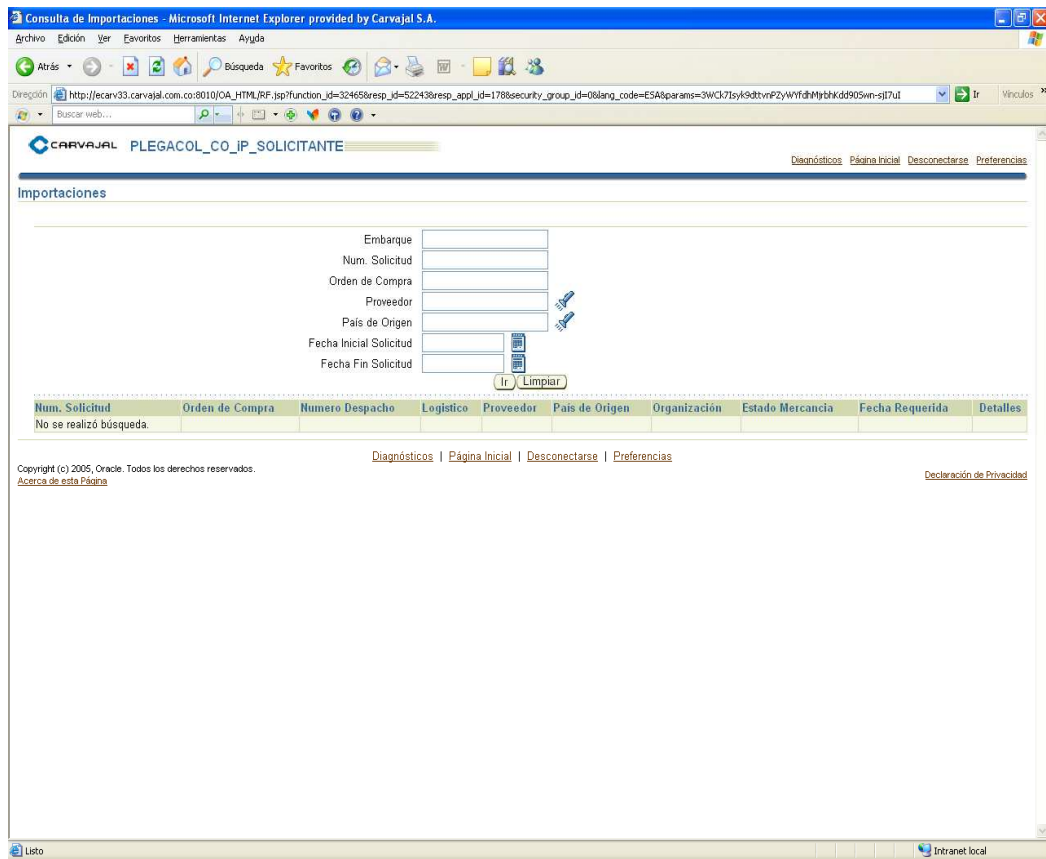 Consulta de Importaciones - Microsoft Internet Explorer provided by Carvajal S.A.
Archivo Edición Ver Favoritos Herramientas Ayuda
Atrás Búsqueda Favoritos
Dirección http://ecarv33.carvajal.com.co:8010/OA_HTML/RF.jsp?function_id=32465&resp_id=52243&resp_appl_id=178&security_group_id=0&lang_code=ESA&params= Ir Vínculos »
Buscar web...
CARVAJAL PLEGACOL_CO_iP_SOLICITANTE
Diagnósticos Página Inicial Desconectarse Preferencias
Importaciones
Embarque
Num. Solicitud
Orden de Compra
Proveedor
País de Origen
Fecha Inicial Solicitud
Fecha Fin Solicitud
Ir Limpiar
Num. Solicitud Orden de Compra Numero Despacho Logistico Proveedor Pais de Origen Organización Estado Mercancia Fecha Requerida Detalles
No se realizó búsqueda.
Diagnósticos | Página Inicial | Desconectarse | Preferencias
Copyright (c) 2005, Oracle. Todos los derechos reservados.
Acerca de esta Página
Declaración de Privacidad
Listo Intranet local